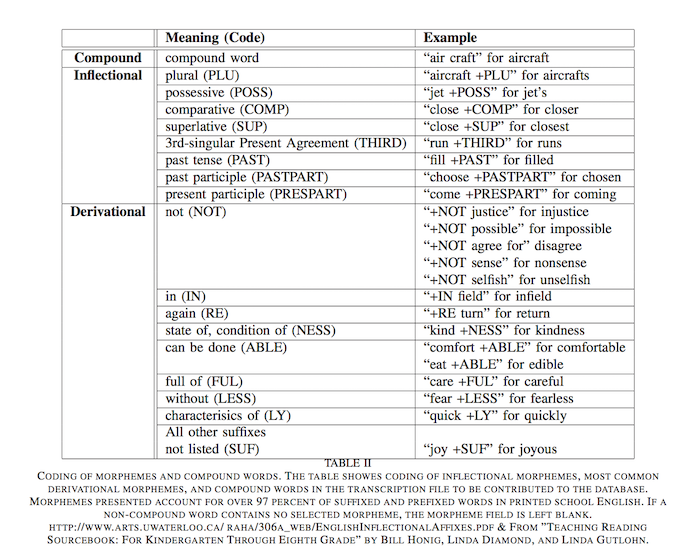 Meaning (Code) Example
Compound compound word “air craft” for aircraft
Inflectional plural (PLU) “aircraft +PLU” for aircrafts
possessive (POSS) “jet +POSS” for jet’s
comparative (COMP) “close +COMP” for closer
superlative (SUP) “close +SUP” for closest
3rd-singular Present Agreement (THIRD) “run +THIRD” for runs
past tense (PAST) “fill +PAST” for filled
past participle (PASTPART) “choose +PASTPART” for chosen
present participle (PRESPART) “come +PRESPART” for coming
Derivational not (NOT) “+NOT justice” for injustice
“+NOT possible” for impossible
“+NOT agree for” disagree
“+NOT sense” for nonsense
“+NOT selfish” for unselfish
in (IN) “+IN field” for infield
again (RE) “+RE turn” for return
state of, condition of (NESS) “kind +NESS” for kindness
can be done (ABLE) “comfort +ABLE” for comfortable
“eat +ABLE” for edible
full of (FUL) “care +FUL” for careful
without (LESS) “fear +LESS” for fearless
characterisics of (LY) “quick +LY” for quickly
All other suffixes
not listed (SUF) “joy +SUF” for joyous
TABLE II
CODING OF MORPHEMES AND COMPOUND WORDS. THE TABLE SHOWES CODING OF INFLECTIONAL MORPHEMES, MOST COMMON
DERIVATIONAL MORPHEMES, AND COMPOUND WORDS IN THE TRANSCRIPTION FILE TO BE CONTRIBUTED TO THE DATABASE.
MORPHEMES PRESENTED ACCOUNT FOR OVER 97 PERCENT OF SUFFIXED AND PREFIXED WORDS IN PRINTED SCHOOL ENGLISH. IF A
NON-COMPOUND WORD CONTAINS NO SELECTED MORPHEME, THE MORPHEME FIELD IS LEFT BLANK.
HTTP://WWW.ARTS.UWATERLOO.CA/ RAHA/306A_WEB/ENGLISHINFLECTIONALAFFIXES.PDF & FROM ”TEACHING READING
SOURCEBOOK: FOR KINDERGARTEN THROUGH EIGHTH GRADE” BY BILL HONIG, LINDA DIAMOND, AND LINDA GUTLOHN.